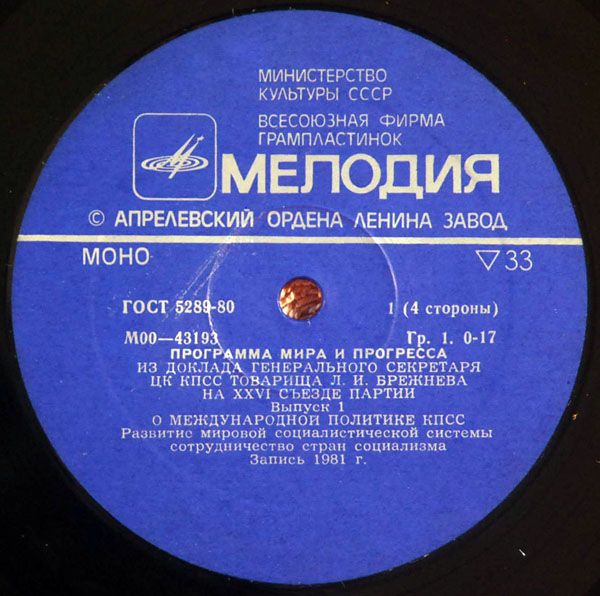 МИНИСТЕРСТВО
КУЛЬТУРЫ СССР
ВСЕСОЮЗНАЯ ФИРМА
ГРАМПЛАСТИНОК
МЕЛОДИЯ
© АПРЕЛЕВСКИЙ ОРДЕНА ЛЕНИНА ЗАВОД
МОНО ▽33
ГОСТ 5289-80 1 (4 стороны)
М00—43193 Гр. 1. 0-17
ПРОГРАММА МИРА И ПРОГРЕССА
ИЗ ДОКЛАДА ГЕНЕРАЛЬНОГО СЕКРЕТАРЯ
ЦК КПСС ТОВАРИЩА Л. И. БРЕЖНЕВА
НА XXVI СЪЕЗДЕ ПАРТИИ
Выпуск 1
О МЕЖДУНАРОДНОЙ ПОЛИТИКЕ КПСС
Развитие мировой социалистической системы
сотрудничество стран социализма
Запись 1981 г.